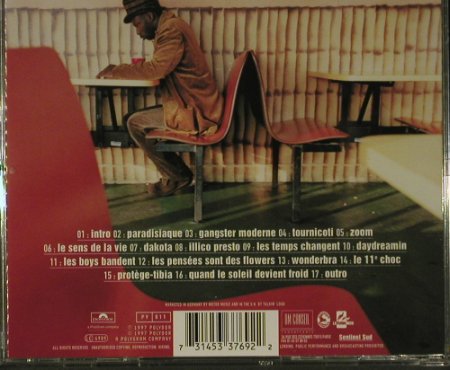 01 : intro 02 : paradisiaque 03 : gangster moderne 04 : tournicoti 05 : zoom
06 : le sens de la vie 07 : dakota 08 : illico presto 09 : les temps changent 10 : daydreamin
11 : les boys bandent 12 : les pensées sont des flowers 13 : wonderbra 14 : le 11e choc
15 : protège-tibia 16 : quand le soleil devient froid 17 : outro
PY 811
℗ 1997 POLYDOR
© 1997 POLYDOR
A POLYGRAM COMPANY
Sentinel Sud
7 31453 37692 2